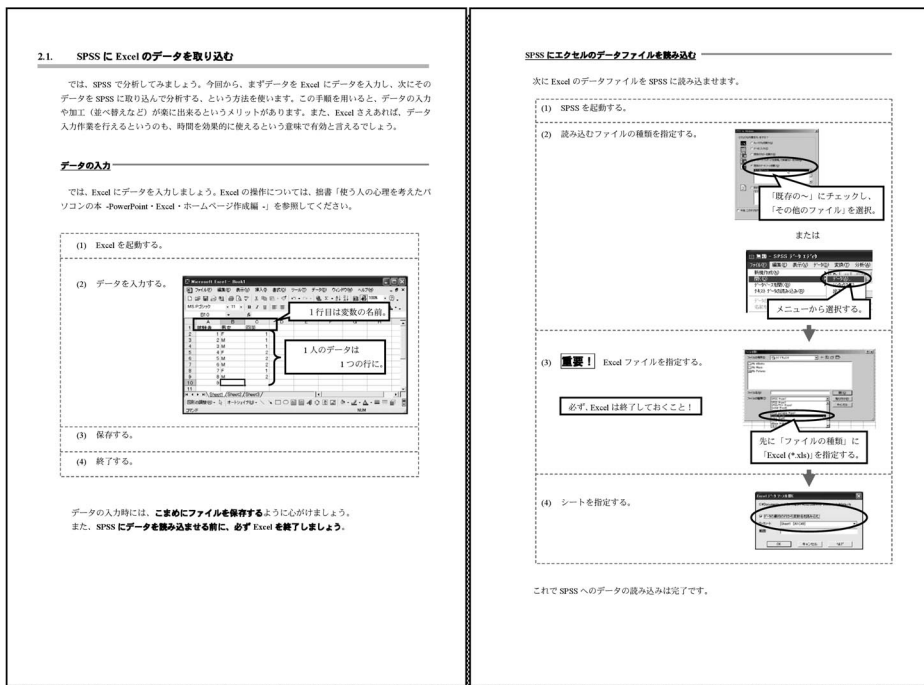 2.1. SPSS に Excel のデータを取り込む
では、SPSS で分析してみましょう。今回から、まずデータを Excel にデータを入力し、次にその
データを SPSS に取り込んで分析する、という方法を使います。この手順を用いると、データの入力
や加工（並べ替えなど）が楽に出来るというメリットがあります。また、Excel さえあれば、データ
入力作業を行えるというのも、時間を効果的に使えるという意味で有効と言えるでしょう。
データの入力
では、Excel にデータを入力しましょう。Excel の操作については、拙書「使う人の心理を考えたパ
ソコンの本 -PowerPoint・Excel・ホームページ作成編 -」を参照してください。
(1) Excel を起動する。
(2) データを入力する。
Microsoft Excel - Book1
1 行目は変数の名前。
1 人のデータは
1 つの行に。
Sheet1 / Sheet2 / Sheet3 /
(3) 保存する。
(4) 終了する。
データの入力時には、こまめにファイルを保存するように心がけましょう。
また、SPSS にデータを読み込ませる前に、必ず Excel を終了しましょう。
SPSS にエクセルのデータファイルを読み込む
次に Excel のデータファイルを SPSS に読み込ませます。
(1) SPSS を起動する。
(2) 読み込むファイルの種類を指定する。
「既存の～」にチェックし、
「その他のファイル」を選択。
または
無題 - SPSS データ エディタ
メニューから選択する。
(3) 重要！ Excel ファイルを指定する。
必ず、Excel は終了しておくこと！
先に「ファイルの種類」に
「Excel (*.xls)」を指定する。
(4) シートを指定する。
これで SPSS へのデータの読み込みは完了です。